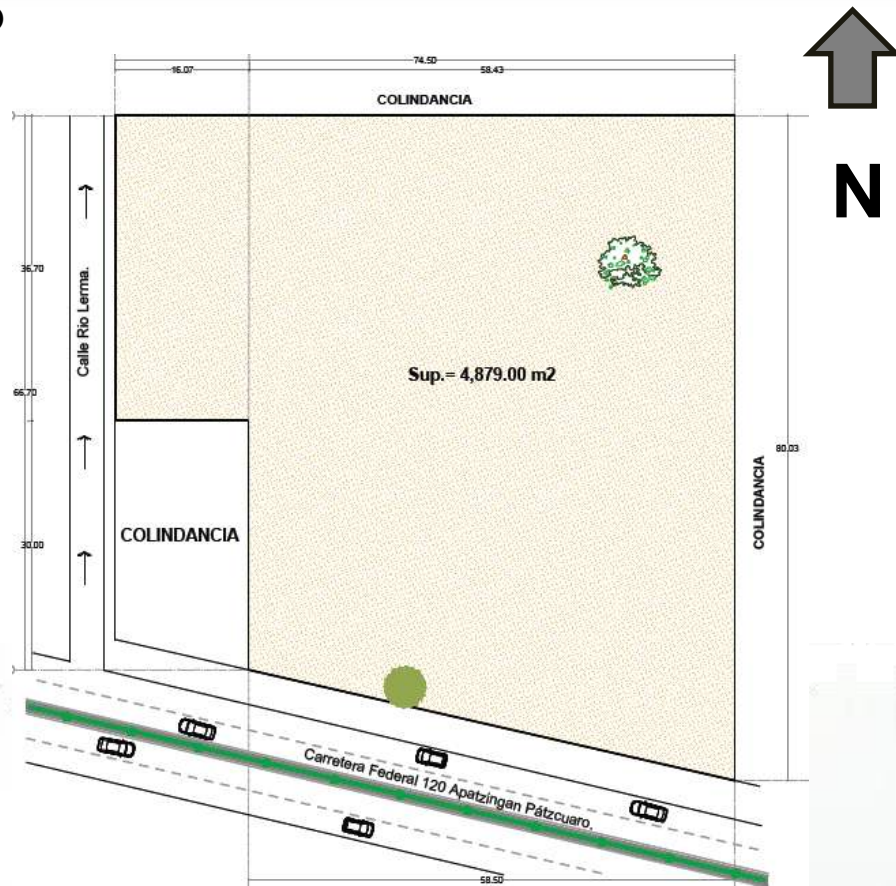 74.50
16.07
58.43
COLINDANCIA
N
36.70
Calle Rio Lerma.
Sup.= 4,879.00 m2
66.70
80.03
COLINDANCIA
30.00
COLINDANCIA
Carretera Federal 120 Apatzingan Pátzcuaro.
58.50